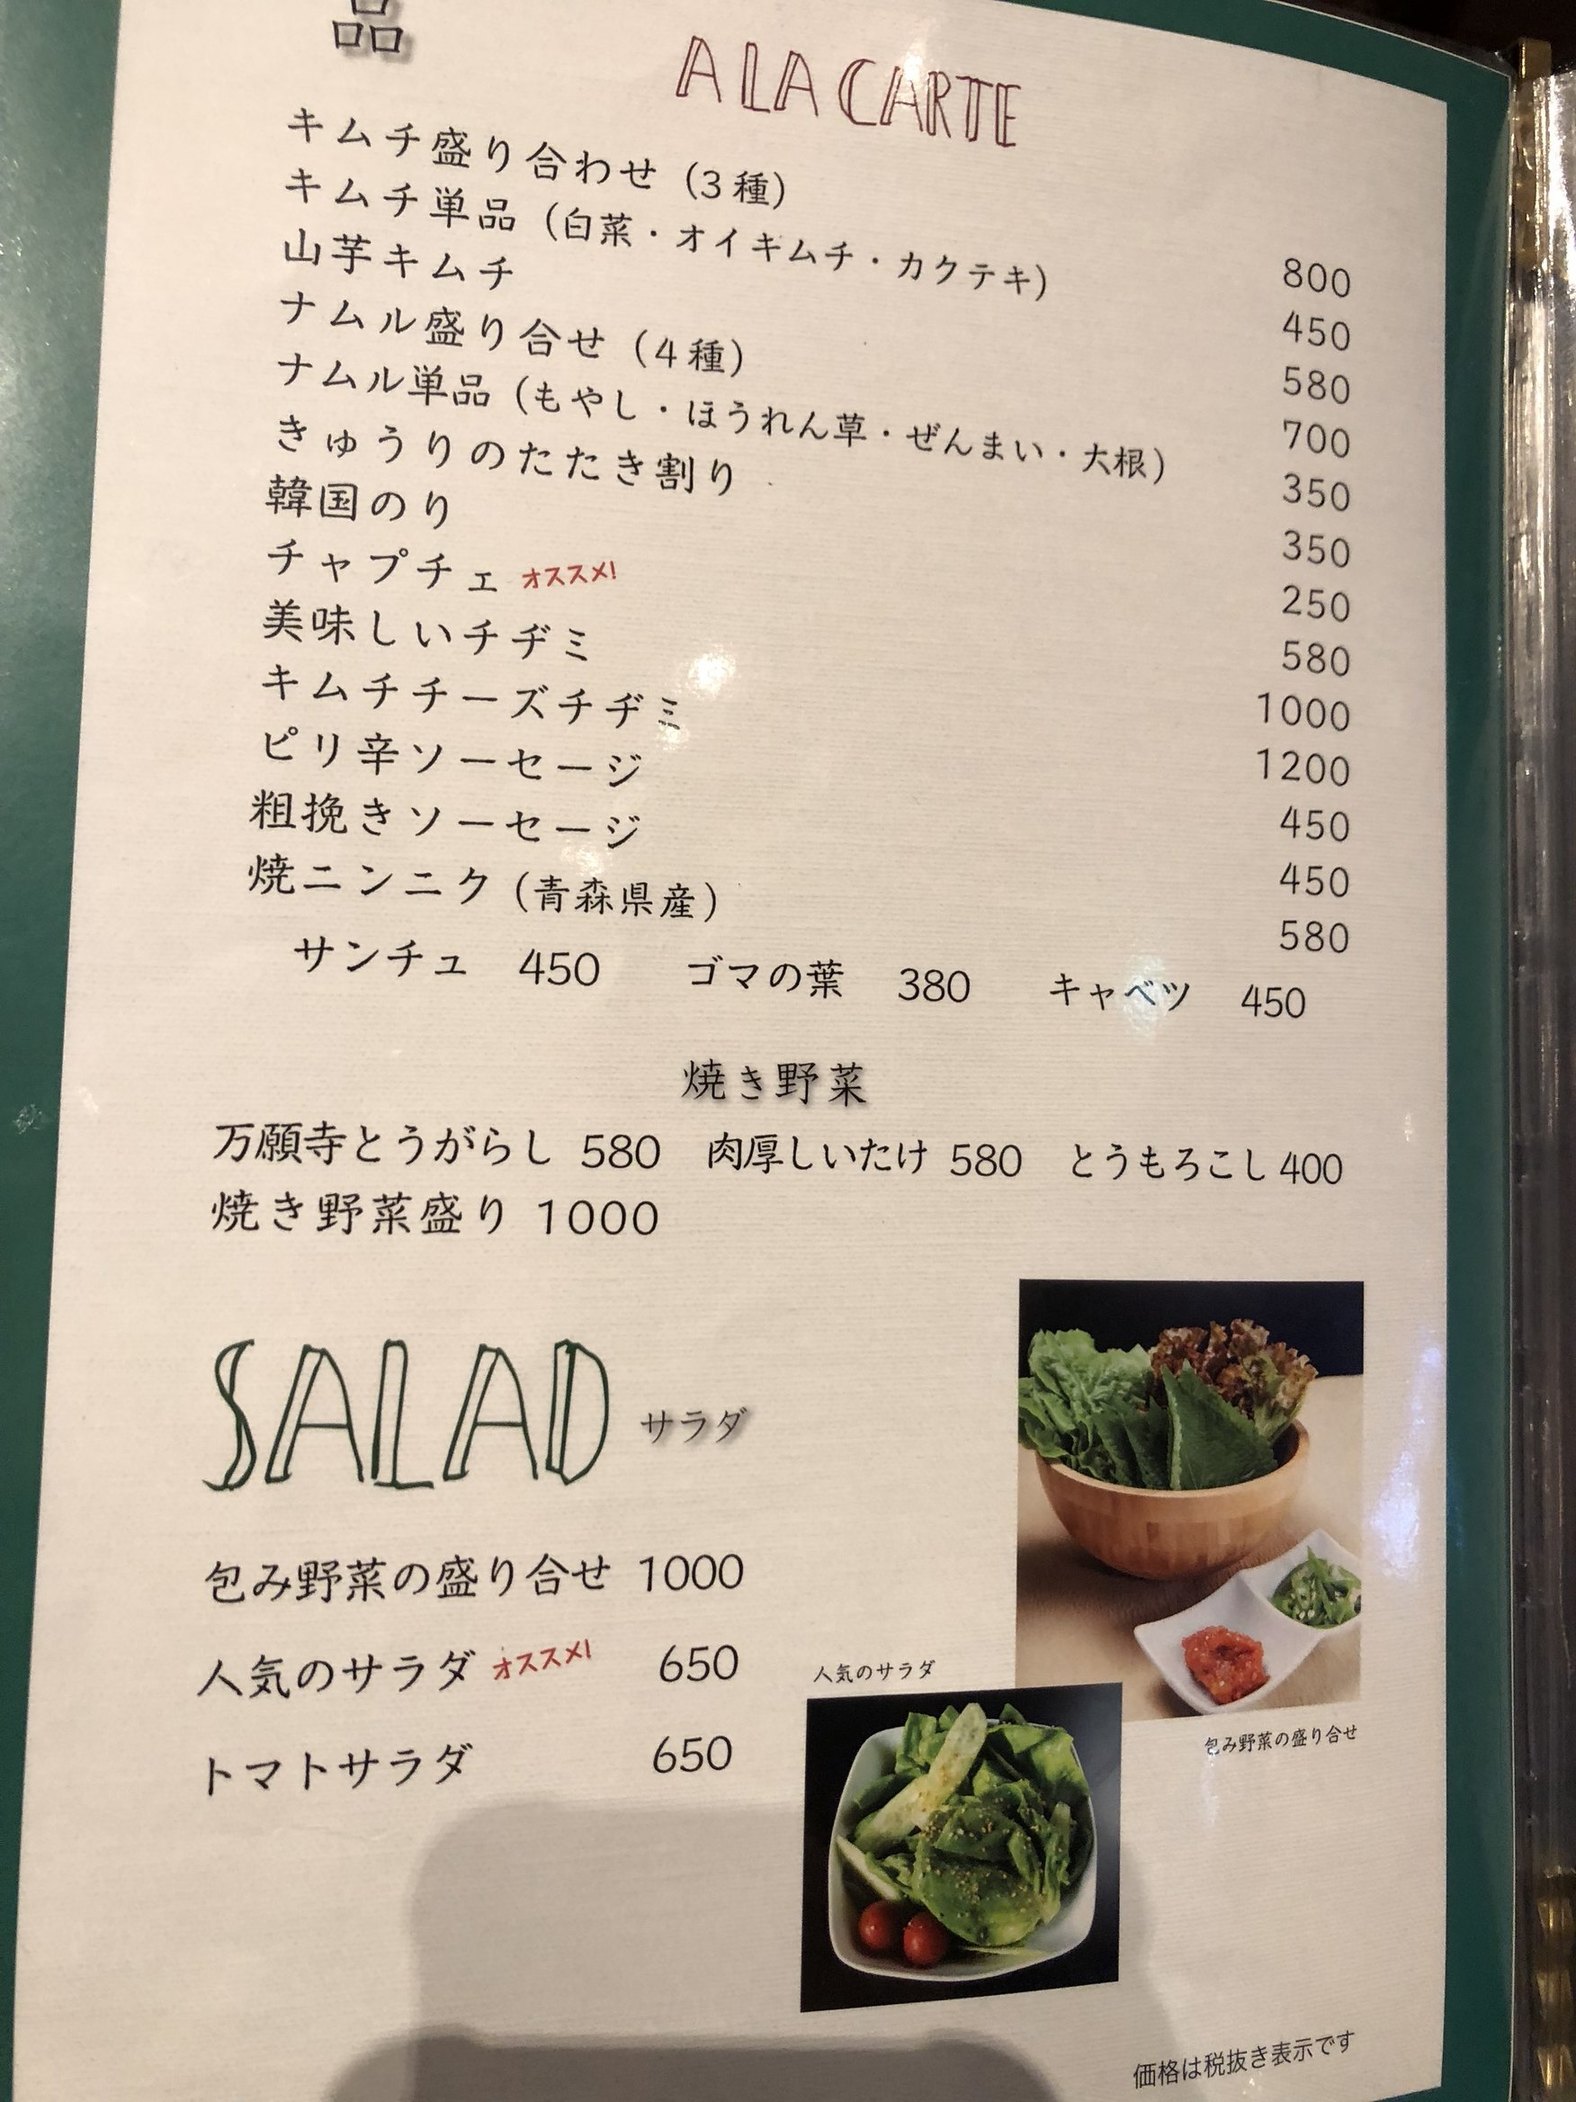 品
A LA CARTE
キムチ盛り合わせ（3種） 800
キムチ単品（白菜・オイキムチ・カクテキ） 450
山芋キムチ 580
ナムル盛り合せ（4種） 700
ナムル単品（もやし・ほうれん草・ぜんまい・大根） 350
きゅうりのたたき割り 350
韓国のり 250
チャプチェ オススメ! 580
美味しいチヂミ 1000
キムチチーズチヂミ 1200
ピリ辛ソーセージ 450
粗挽きソーセージ 450
焼ニンニク（青森県産） 580
サンチュ 450 ゴマの葉 380 キャベツ 450
焼き野菜
万願寺とうがらし 580 肉厚しいたけ 580 とうもろこし 400
焼き野菜盛り 1000
SALAD サラダ
包み野菜の盛り合せ 1000
人気のサラダ オススメ! 650
トマトサラダ 650
人気のサラダ
包み野菜の盛り合せ
価格は税抜き表示です